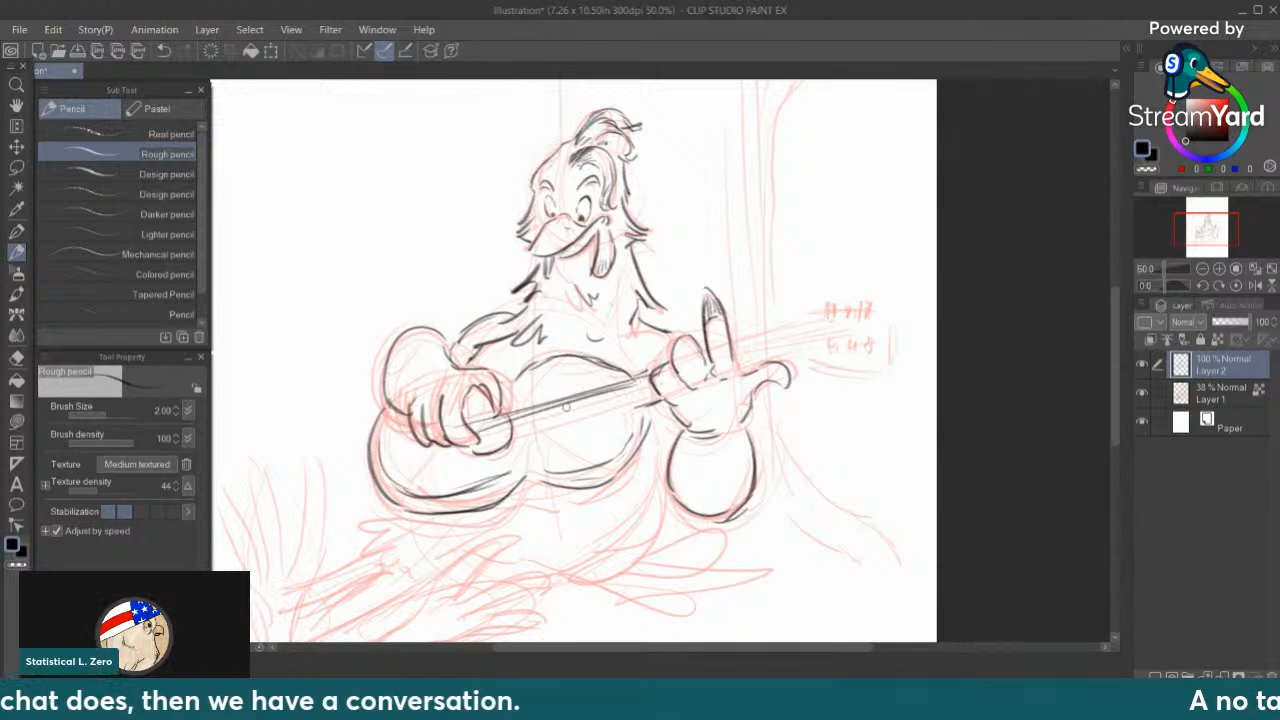 Illustration* (7.26 x 10.50in 300dpi 50.0%) - CLIP STUDIO PAINT EX
File Edit Story(P) Animation Layer Select View Filter Window Help
Powered by
StreamYard
Sub Tool
Pencil Pastel
Real pencil
Rough pencil
Design pencil
Design pencil
Darker pencil
Lighter pencil
Mechanical pencil
Colored pencil
Tapered Pencil
Pencil
Tool Property
Rough pencil
Brush Size 2.00
Brush density 100
Texture Medium textured
Texture density 44
Stabilization
Adjust by speed
0 0 0
50.0
0.0
Layer
Normal 100
100 % Normal
Layer 2
38 % Normal
Layer 1
Paper
Statistical L. Zero
chat does, then we have a conversation. A no ta